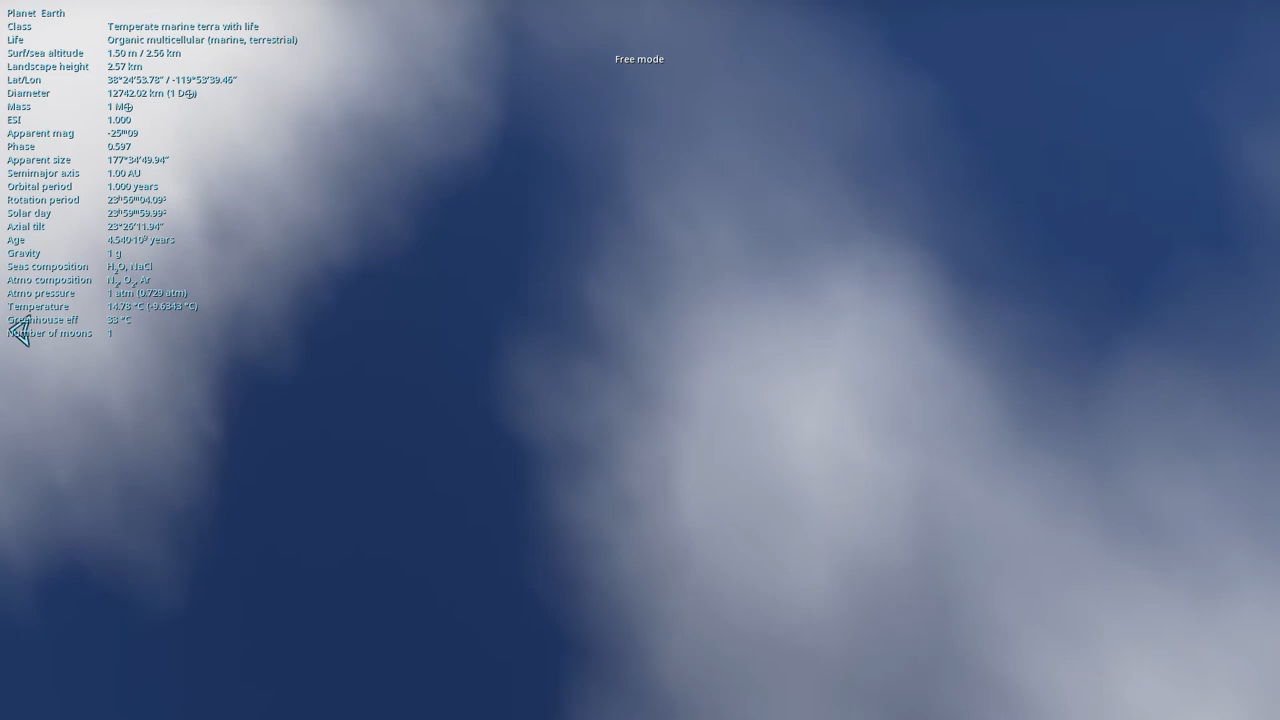 Planet Earth
Class Temperate marine terra with life
Life Organic multicellular (marine, terrestrial)
Surf/sea altitude 1.50 m / 2.56 km
Free mode
Landscape height 2.57 km
Lat/Lon 38°24'53.78" / -119°53'39.46"
Diameter 12742.02 km (1 D⊕)
Mass 1 M⊕
ESI 1.000
Apparent mag -25ᵐ09
Phase 0.597
Apparent size 177°34'49.94"
Semimajor axis 1.00 AU
Orbital period 1.000 years
Rotation period 23ʰ56ᵐ04.09ˢ
Solar day 23ʰ59ᵐ59.99ˢ
Axial tilt 23°26'11.94"
Age 4.540·10⁹ years
Gravity 1 g
Seas composition H₂O, NaCl
Atmo composition N₂, O₂, Ar
Atmo pressure 1 atm (0.729 atm)
Temperature 14.78 °C (-9.6343 °C)
Greenhouse eff 33 °C
Number of moons 1